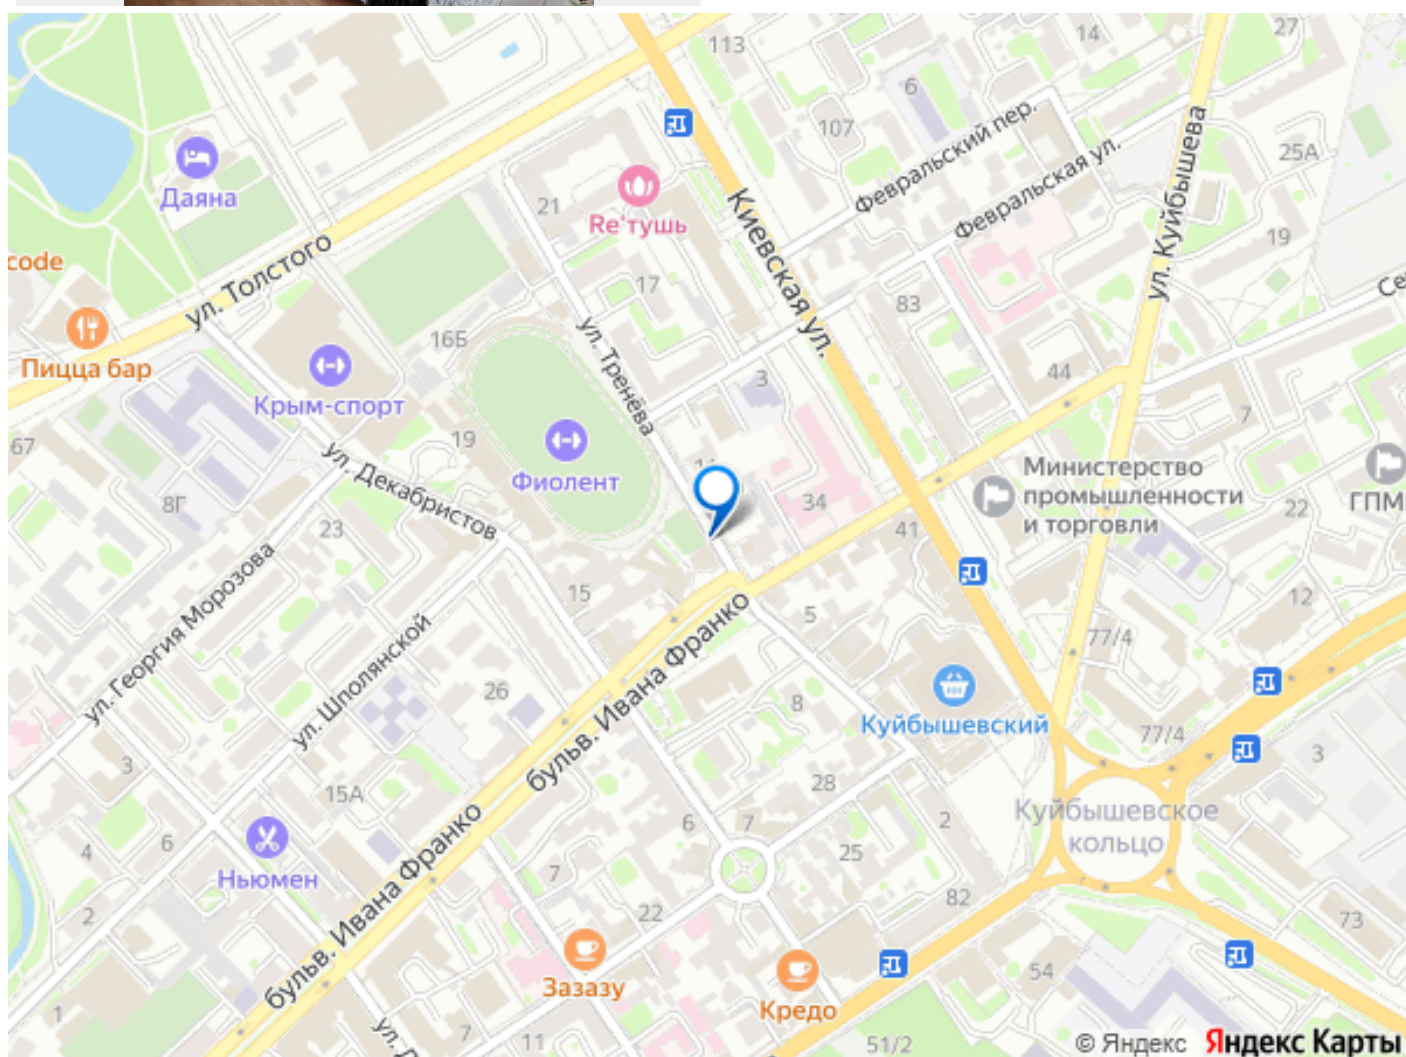 113
14
27
6
Февральский пер.
107
Февральская ул.
ул. Куйбышева
25А
Даяна
21
Re'тушь
Киевская ул.
19
code
ул. Толстого
17
83
Пицца бар
16Б
ул. Тренёва
3
44
Крым-спорт
7
67
19
Фиолент
ул. Декабристов
Министерство
промышленности
и торговли
ГПМ
8Г
23
34
41
22
ул. Георгия Морозова
15
5
12
ул. Шполянской
бульв. Ивана Франко
77/4
26
8
Куйбышевский
77/4
3
3
15А
28
Куйбышевское
кольцо
6
7
2
4
6
25
Ньюмен
7
бульв. Ивана Франко
22
82
2
73
Зазазу
54
Кредо
1
7
11
51/2
© Яндекс Яндекс Карты